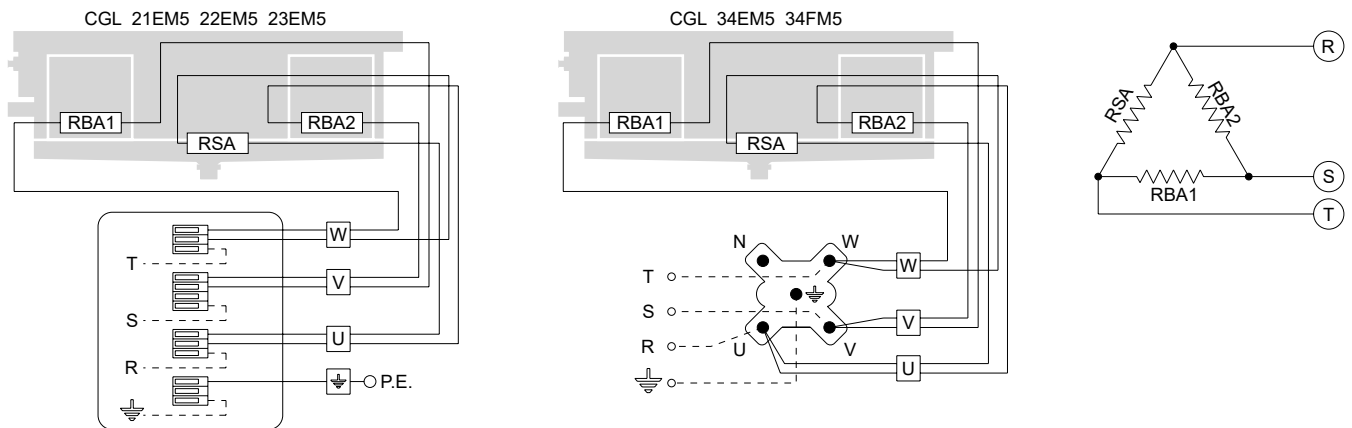 CGL 21EM5 22EM5 23EM5
RBA1
RBA2
RSA
W
T
V
S
U
R
P.E.
CGL 34EM5 34FM5
RBA1
RBA2
RSA
N
W
T
W
S
V
R
U
V
U
R
RSA
RBA2
RBA1
S
T